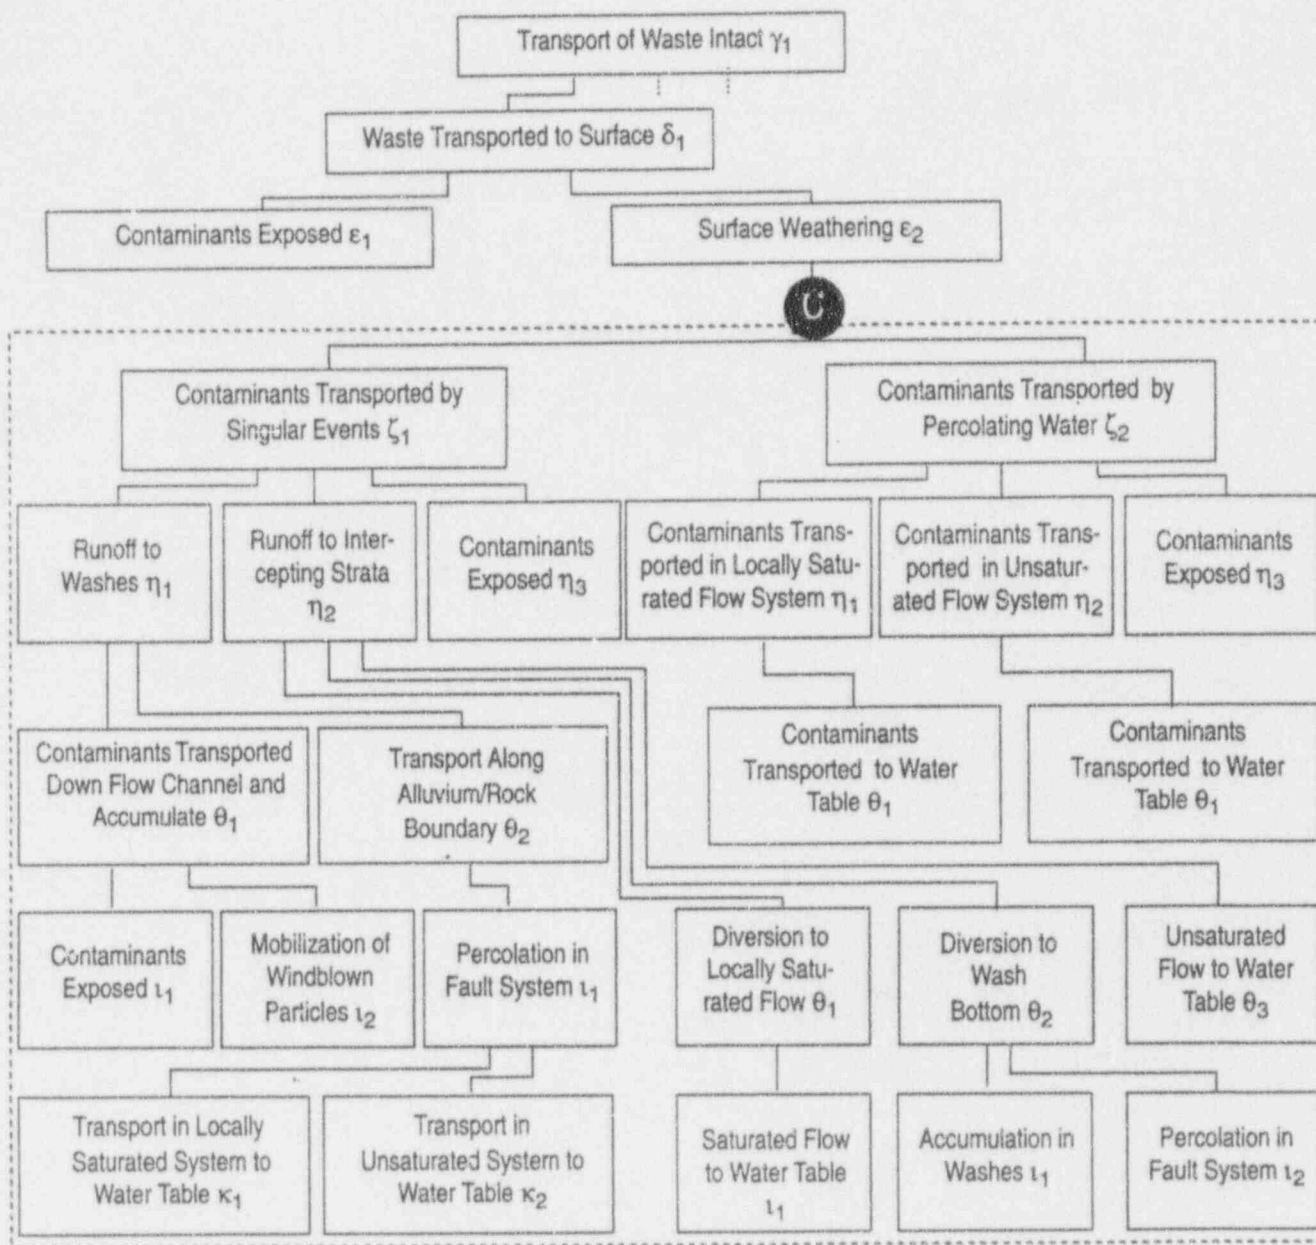 Transport of Waste Intact γ1
Waste Transported to Surface δ1
Contaminants Exposed ε1
Surface Weathering ε2
C
Contaminants Transported by
Singular Events ζ1
Contaminants Transported by
Percolating Water ζ2
Runoff to
Washes η1
Runoff to Inter-
cepting Strata
η2
Contaminants
Exposed η3
Contaminants Trans-
ported in Locally Satu-
rated Flow System η1
Contaminants Trans-
ported in Unsatur-
ated Flow System η2
Contaminants
Exposed η3
Contaminants Transported
Down Flow Channel and
Accumulate θ1
Transport Along
Alluvium/Rock
Boundary θ2
Contaminants
Transported to Water
Table θ1
Contaminants
Transported to Water
Table θ1
Contaminants
Exposed ι1
Mobilization of
Windblown
Particles ι2
Percolation in
Fault System ι1
Diversion to
Locally Satu-
rated Flow θ1
Diversion to
Wash
Bottom θ2
Unsaturated
Flow to Water
Table θ3
Transport in Locally
Saturated System to
Water Table κ1
Transport in
Unsaturated System to
Water Table κ2
Saturated Flow
to Water Table
ι1
Accumulation in
Washes ι1
Percolation in
Fault System ι2